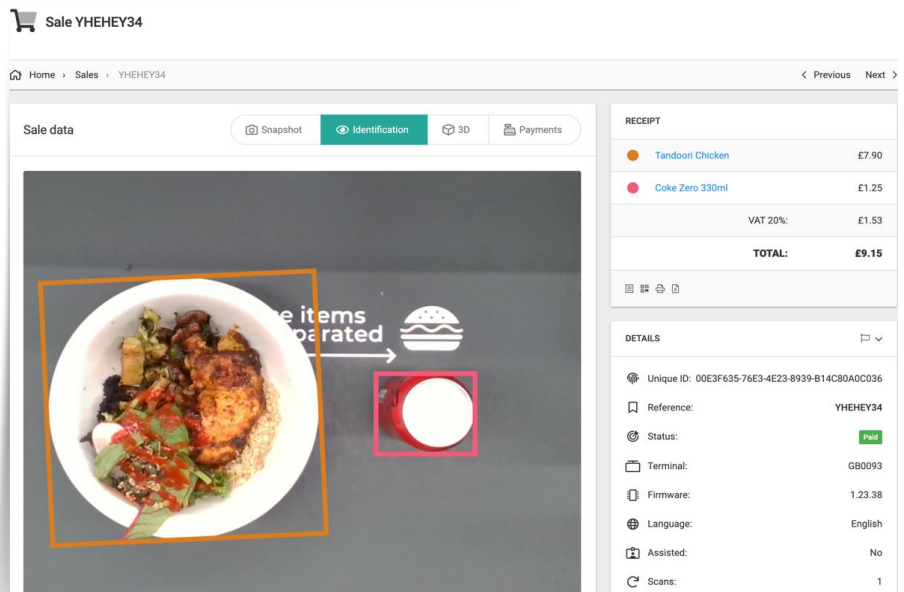 Sale YHEHEY34
Home › Sales › YHEHEY34
‹ Previous Next ›
Sale data
Snapshot
Identification
3D
Payments
items
parated
RECEIPT
Tandoori Chicken £7.90
Coke Zero 330ml £1.25
VAT 20%: £1.53
TOTAL: £9.15
DETAILS
Unique ID: 00E3F635-76E3-4E23-8939-B14C80A0C036
Reference: YHEHEY34
Status: Paid
Terminal: GB0093
Firmware: 1.23.38
Language: English
Assisted: No
Scans: 1